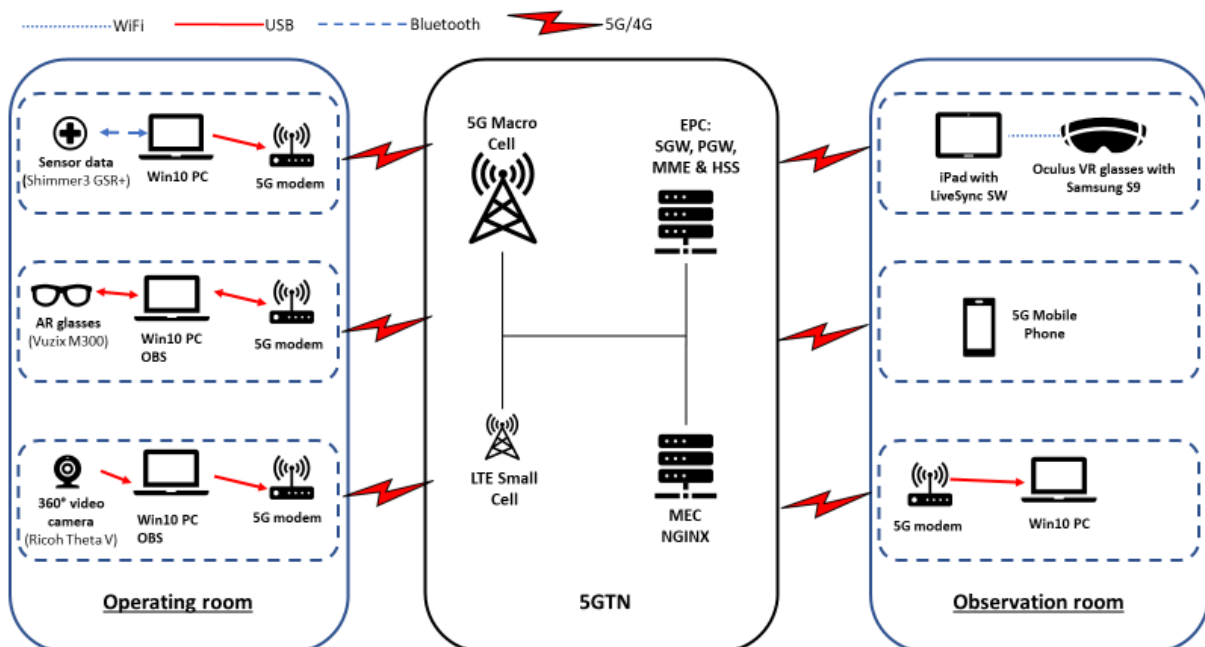 WiFi
USB
Bluetooth
5G/4G
Sensor data
(Shimmer3 GSR+)
Win10 PC
5G modem
AR glasses
(Vuzix M300)
Win10 PC
OBS
5G modem
360° video
camera
(Ricoh Theta V)
Win10 PC
OBS
5G modem
Operating room
5G Macro
Cell
EPC:
SGW, PGW,
MME & HSS
LTE Small
Cell
MEC
NGINX
5GTN
iPad with
LiveSync SW
Oculus VR glasses with
Samsung S9
5G Mobile
Phone
5G modem
Win10 PC
Observation room